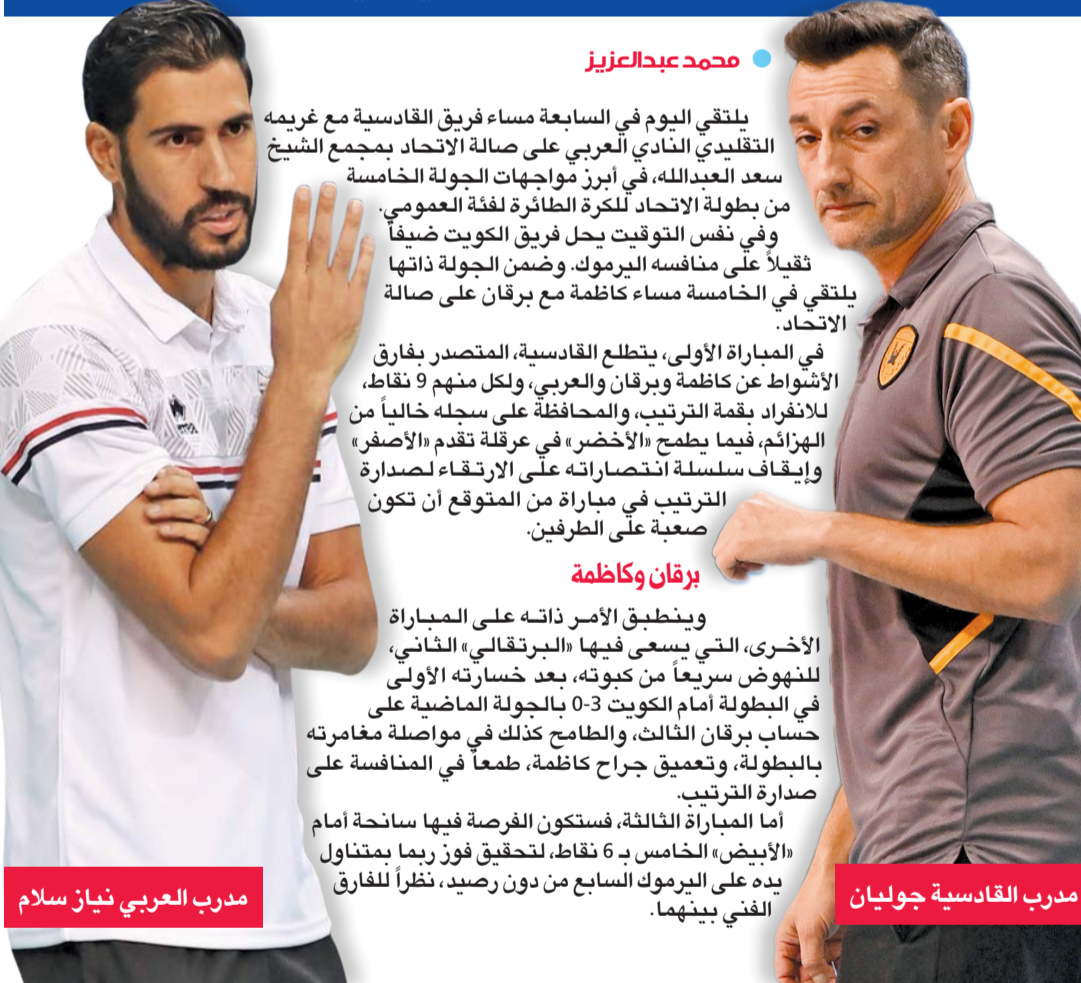 محمد عبدالعزيز
يلتقي اليوم في السابعة مساء فريق القادسية مع غريمه
التقليدي النادي العربي على صالة الاتحاد بمجمع الشيخ
سعد العبدالله، في أبرز مواجهات الجولة الخامسة
من بطولة الاتحاد للكرة الطائرة لفئة العمومي.
وفي نفس التوقيت يحل فريق الكويت ضيفاً
ثقيلاً على منافسه اليرموك. وضمن الجولة ذاتها
يلتقي في الخامسة مساء كاظمة مع برقان على صالة
الاتحاد.
في المباراة الأولى، يتطلع القادسية، المتصدر بفارق
الأشواط عن كاظمة وبرقان والعربي، ولكل منهم 9 نقاط،
للانفراد بقمة الترتيب، والمحافظة على سجله خالياً من
الهزائم، فيما يطمح «الأخضر» في عرقلة تقدم «الأصفر»
وإيقاف سلسلة انتصاراته على الارتقاء لصدارة
الترتيب في مباراة من المتوقع أن تكون
صعبة على الطرفين.
برقان وكاظمة
وينطبق الأمر ذاته على المباراة
الأخرى، التي يسعى فيها «البرتقالي» الثاني،
للنهوض سريعاً من كبوته، بعد خسارته الأولى
في البطولة أمام الكويت 3-0 بالجولة الماضية على
حساب برقان الثالث، والطامح كذلك في مواصلة مغامرته
بالبطولة، وتعميق جراح كاظمة، طمعاً في المنافسة على
صدارة الترتيب.
أما المباراة الثالثة، فستكون الفرصة فيها سانحة أمام
«الأبيض» الخامس بـ 6 نقاط، لتحقيق فوز ربما بمتناول
يده على اليرموك السابع من دون رصيد، نظراً للفارق
الفني بينهما.
مدرب القادسية جوليان
مدرب العربي نياز سلام